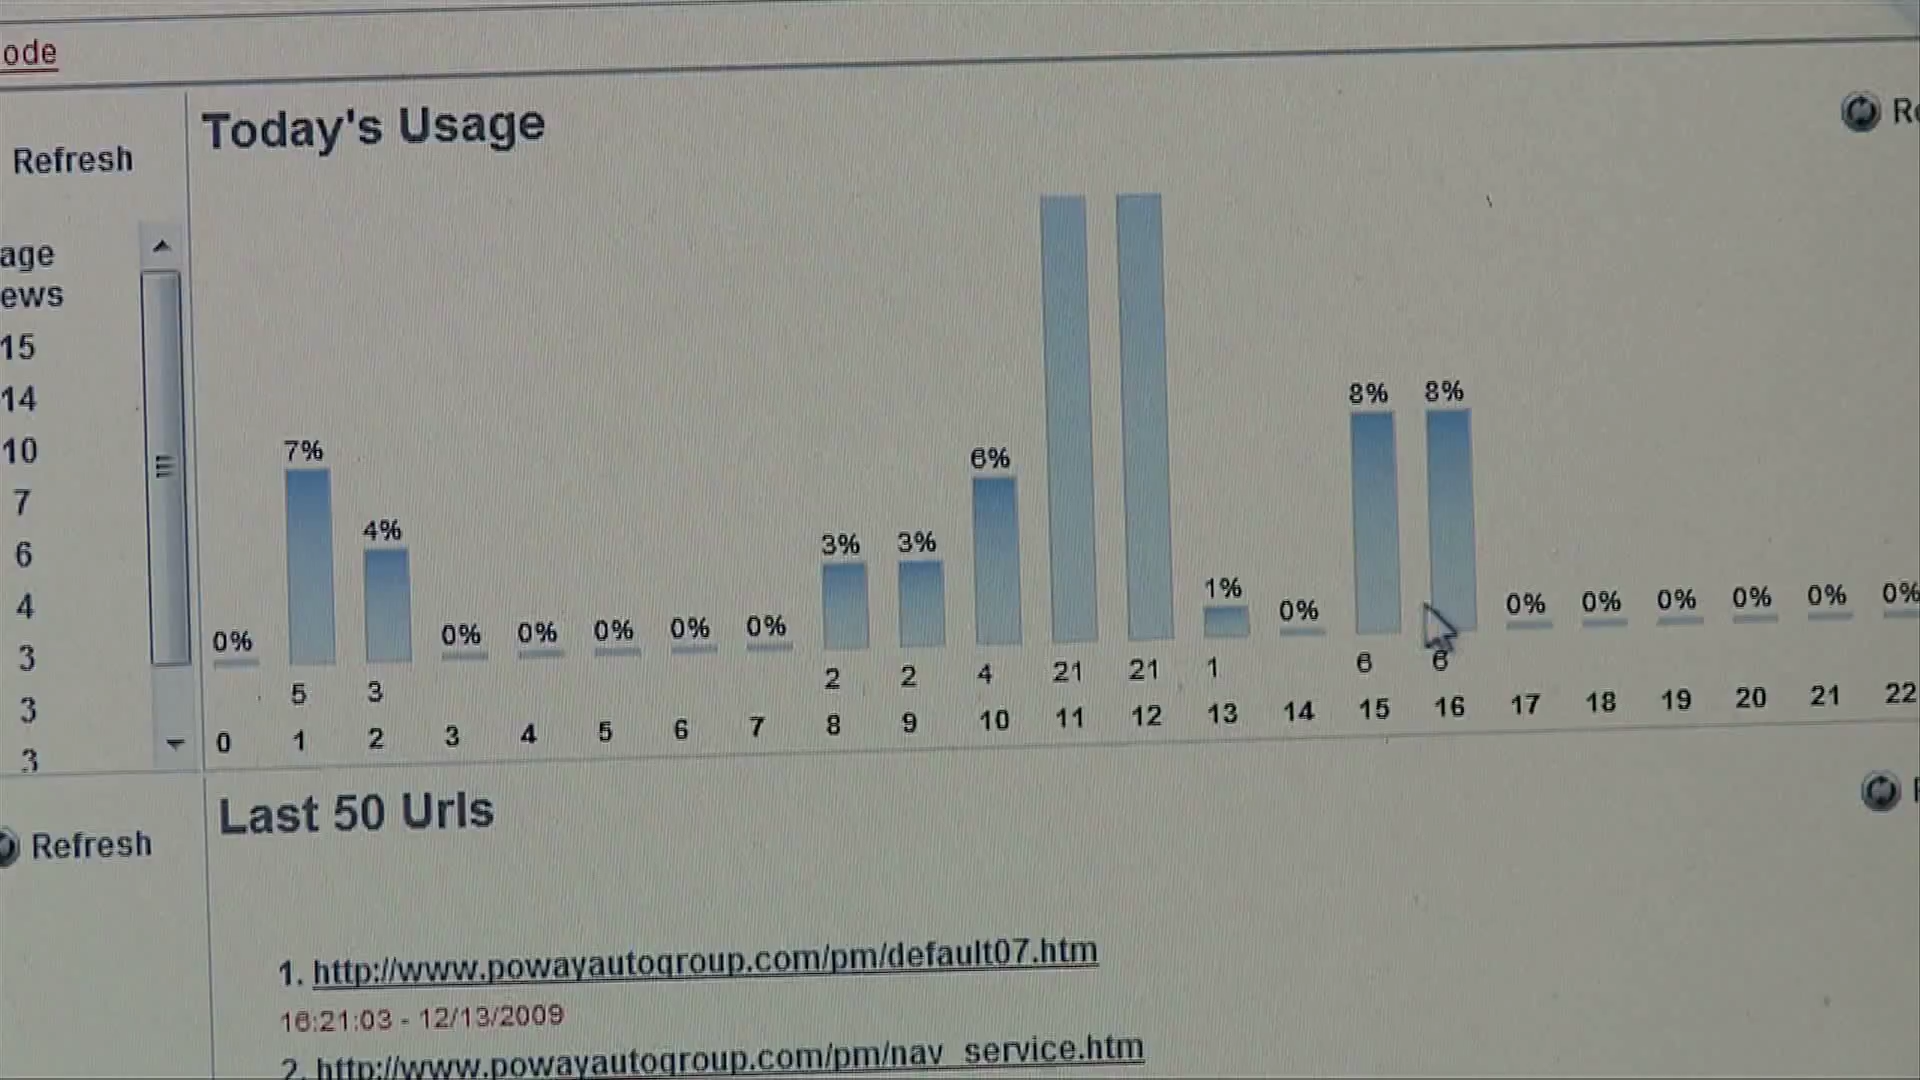 ode
Today's Usage
Refresh
age
ews
15
14
10
7
6
4
3
3
3
0% 7% 4% 0% 0% 0% 0% 0% 3% 3% 6% 1% 0% 8% 8% 0% 0% 0% 0% 0% 0%
5 3 2 2 4 21 21 1 6 6
0 1 2 3 4 5 6 7 8 9 10 11 12 13 14 15 16 17 18 19 20 21 22
Refresh
Last 50 Urls
1. http://www.powayautogroup.com/pm/default07.htm
16:21:03 - 12/13/2009
2. http://www.powayautogroup.com/pm/nav_service.htm